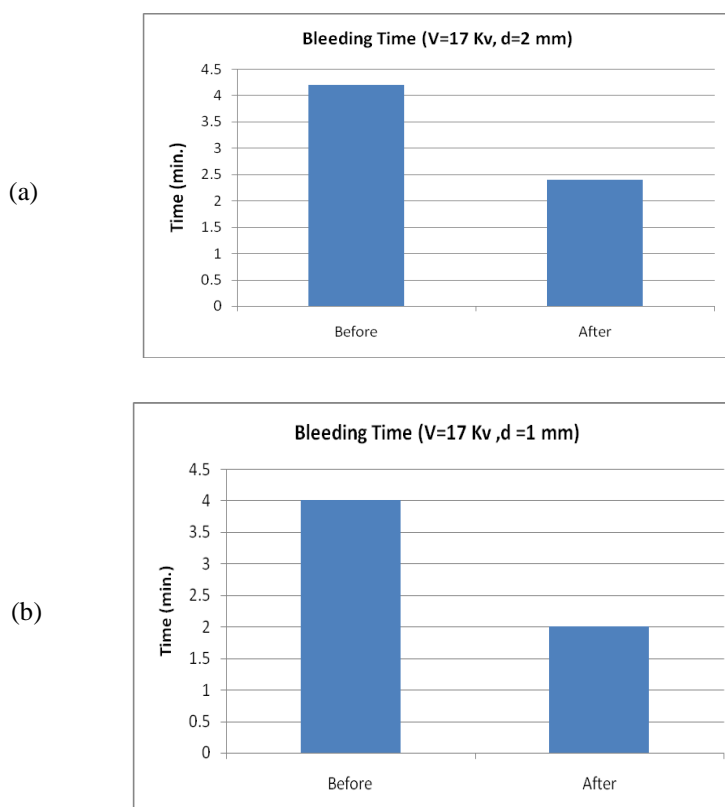 (a)
Bleeding Time (V=17 Kv, d=2 mm)
Time (min.)
4.5
4
3.5
3
2.5
2
1.5
1
0.5
0
Before After
(b)
Bleeding Time (V=17 Kv ,d =1 mm)
Time (min.)
4.5
4
3.5
3
2.5
2
1.5
1
0.5
0
Before After